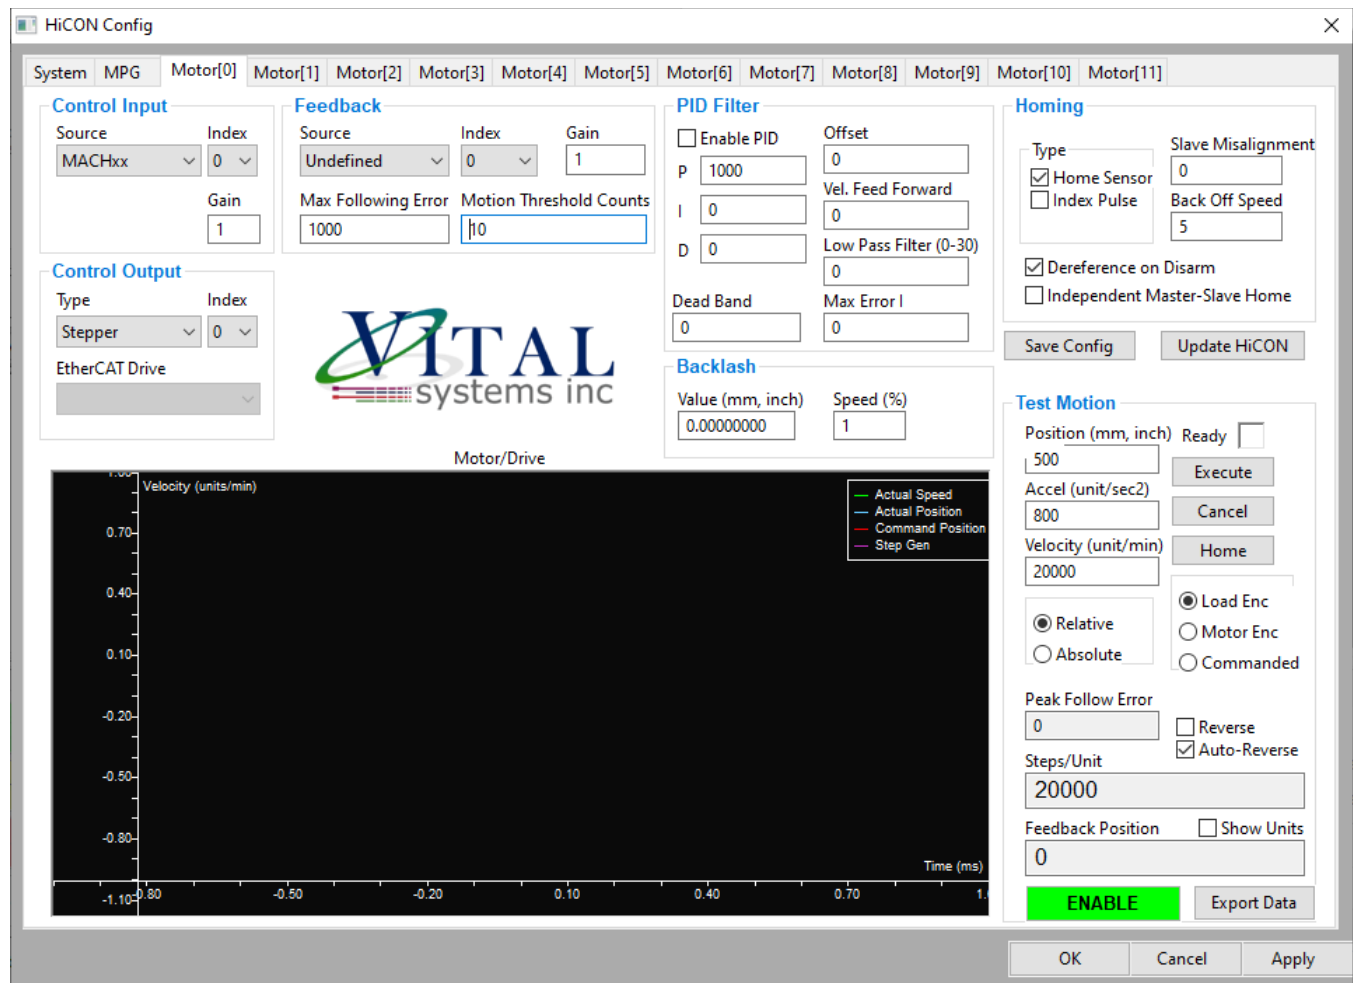 HiCON Config
System MPG Motor[0] Motor[1] Motor[2] Motor[3] Motor[4] Motor[5] Motor[6] Motor[7] Motor[8] Motor[9] Motor[10] Motor[11]
Control Input
Source Index
MACHxx 0
Gain
1
Control Output
Type Index
Stepper 0
EtherCAT Drive
Feedback
Source Index Gain
Undefined 0 1
Max Following Error Motion Threshold Counts
1000 10
VITAL
systems inc
PID Filter
Enable PID Offset
P 1000 0
Vel. Feed Forward
I 0 0
Low Pass Filter (0-30)
D 0 0
Dead Band Max Error I
0 0
Backlash
Value (mm, inch) Speed (%)
0.00000000 1
Homing
Type
Home Sensor
Index Pulse
Slave Misalignment
0
Back Off Speed
5
Dereference on Disarm
Independent Master-Slave Home
Save Config Update HiCON
Test Motion
Position (mm, inch) Ready
500 Execute
Accel (unit/sec2)
800 Cancel
Velocity (unit/min) Home
20000
Relative
Absolute
Load Enc
Motor Enc
Commanded
Peak Follow Error
0 Reverse
Auto-Reverse
Steps/Unit
20000
Feedback Position Show Units
0
ENABLE Export Data
Motor/Drive
1.00
Velocity (units/min)
Actual Speed
Actual Position
Command Position
Step Gen
0.70
0.40
0.10
-0.20
-0.50
-0.80
Time (ms)
-1.10 -0.80 -0.50 -0.20 0.10 0.40 0.70
OK Cancel Apply